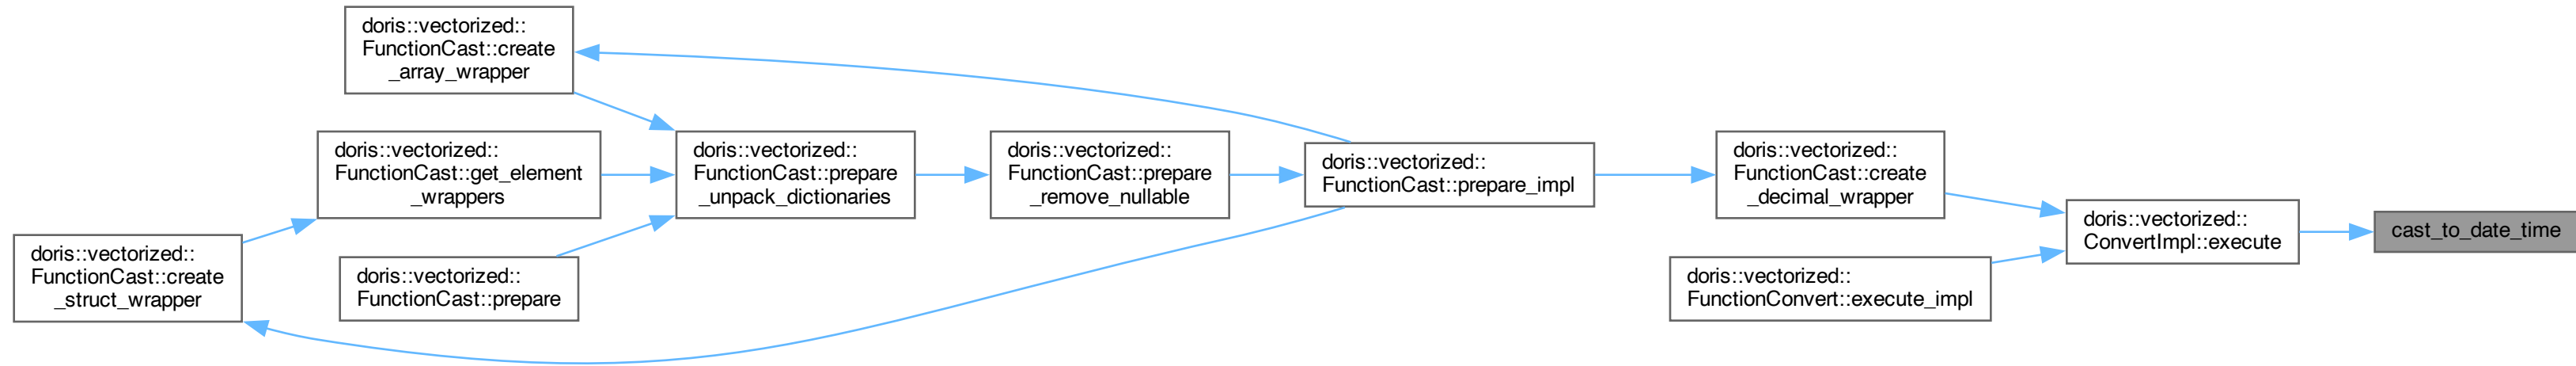 doris::vectorized::
FunctionCast::create
_array_wrapper
doris::vectorized::
FunctionCast::get_element
_wrappers
doris::vectorized::
FunctionCast::create
_struct_wrapper
doris::vectorized::
FunctionCast::prepare
doris::vectorized::
FunctionCast::prepare
_unpack_dictionaries
doris::vectorized::
FunctionCast::prepare
_remove_nullable
doris::vectorized::
FunctionCast::prepare_impl
doris::vectorized::
FunctionCast::create
_decimal_wrapper
doris::vectorized::
FunctionConvert::execute_impl
doris::vectorized::
ConvertImpl::execute
cast_to_date_time